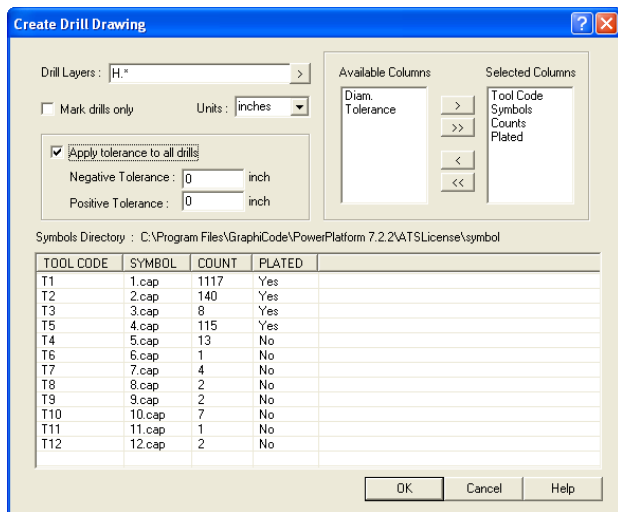 Create Drill Drawing
Drill Layers : H.* >
Mark drills only Units : inches
Apply tolerance to all drills
Negative Tolerance : 0 inch
Positive Tolerance : 0 inch
Available Columns
Diam.
Tolerance
>
>>
<
<<
Selected Columns
Tool Code
Symbols
Counts
Plated
Symbols Directory : C:\Program Files\GraphiCode\PowerPlatform 7.2.2\ATSLicense\symbol
TOOL CODE SYMBOL COUNT PLATED
T1 1.cap 1117 Yes
T2 2.cap 140 Yes
T3 3.cap 8 Yes
T5 4.cap 115 Yes
T4 5.cap 13 No
T6 6.cap 1 No
T7 7.cap 4 No
T8 8.cap 2 No
T9 9.cap 2 No
T10 10.cap 7 No
T11 11.cap 1 No
T12 12.cap 2 No
OK Cancel Help